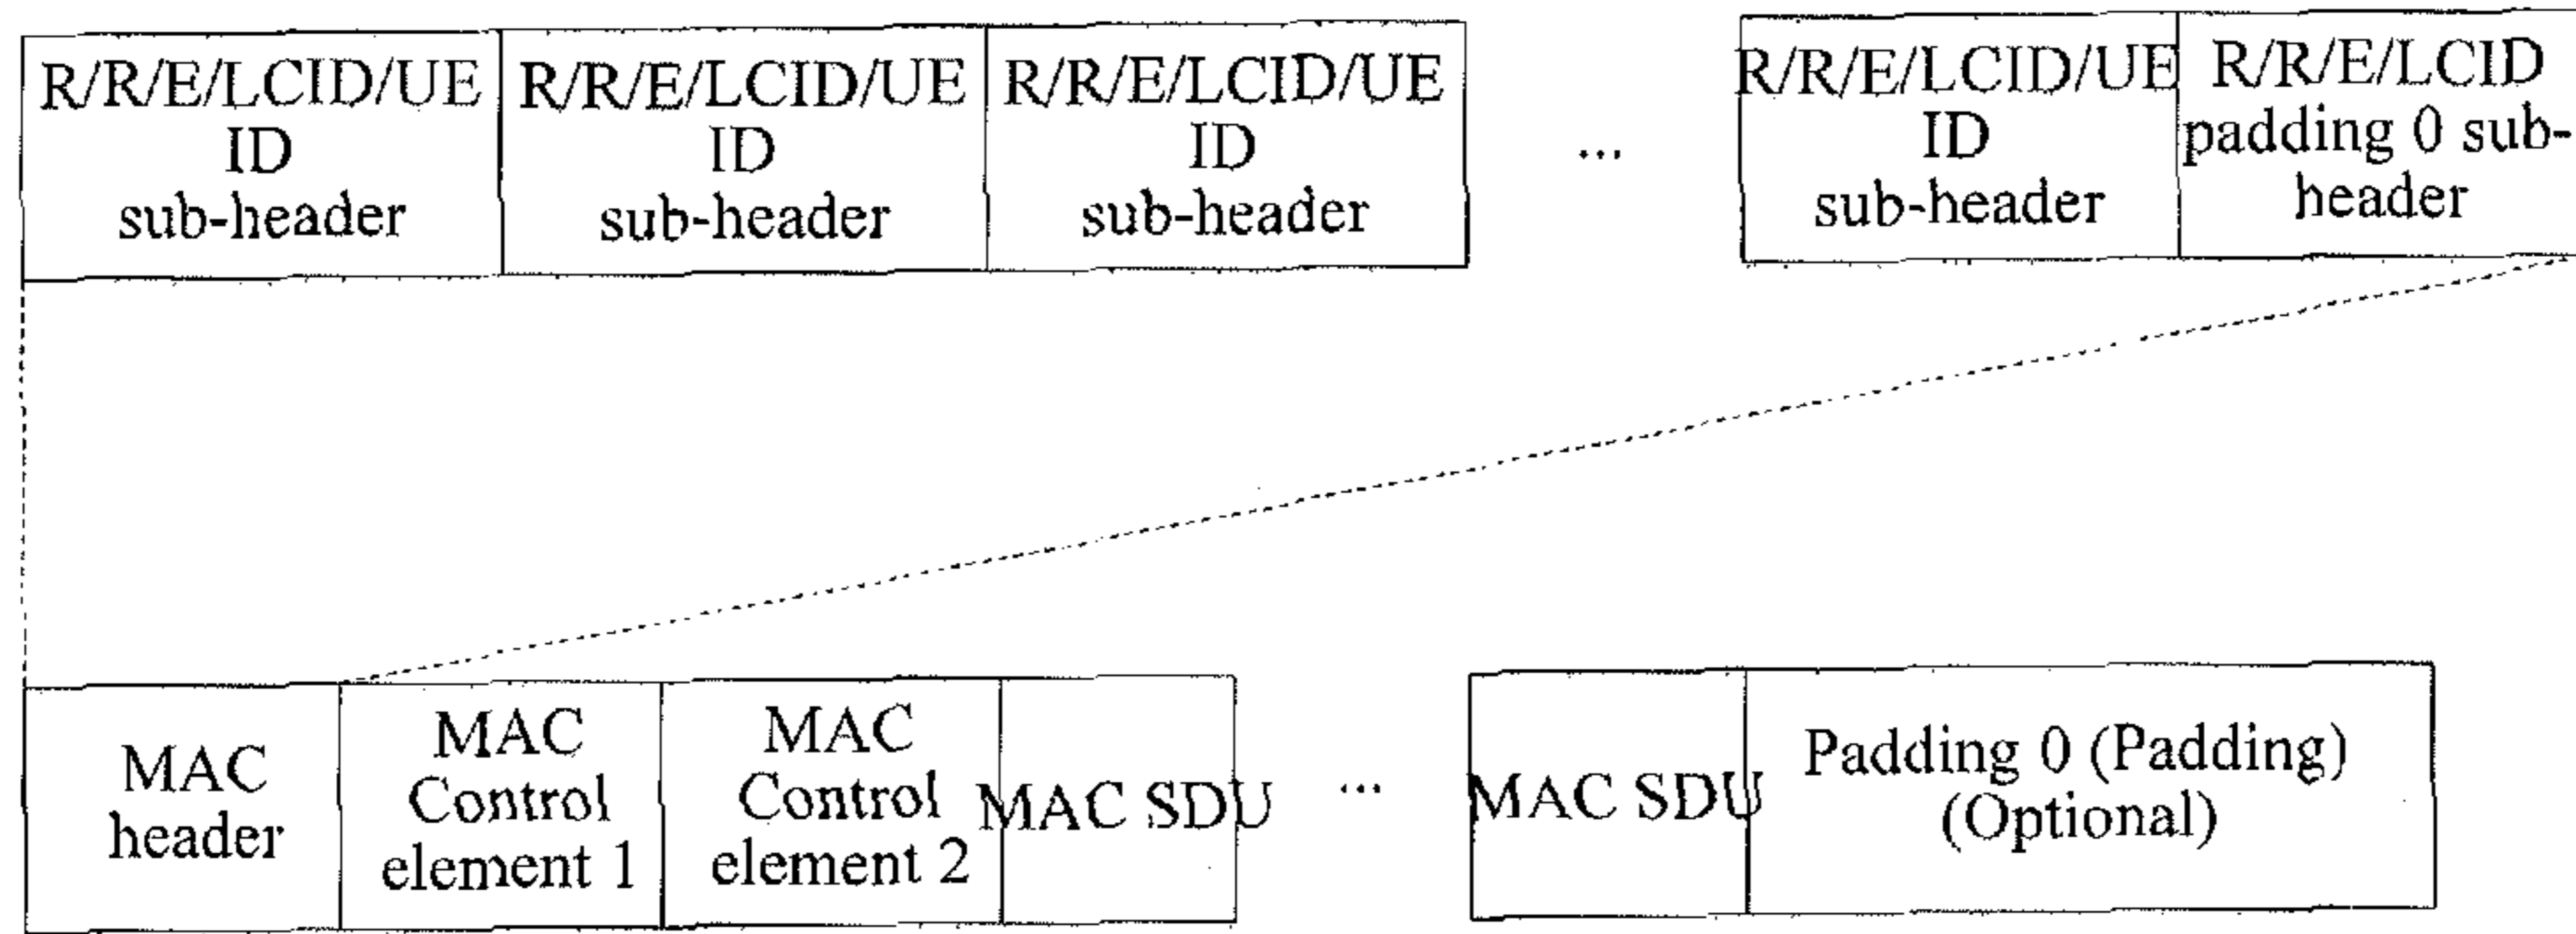 R/R/E/LCID/UE
ID
sub-header
R/R/E/LCID/UE
ID
sub-header
R/R/E/LCID/UE
ID
sub-header
...
R/R/E/LCID/UE
ID
sub-header
R/R/E/LCID
padding 0 sub-
header
MAC
header
MAC
Control
element 1
MAC
Control
element 2
MAC SDU
...
MAC SDU
Padding 0 (Padding)
(Optional)